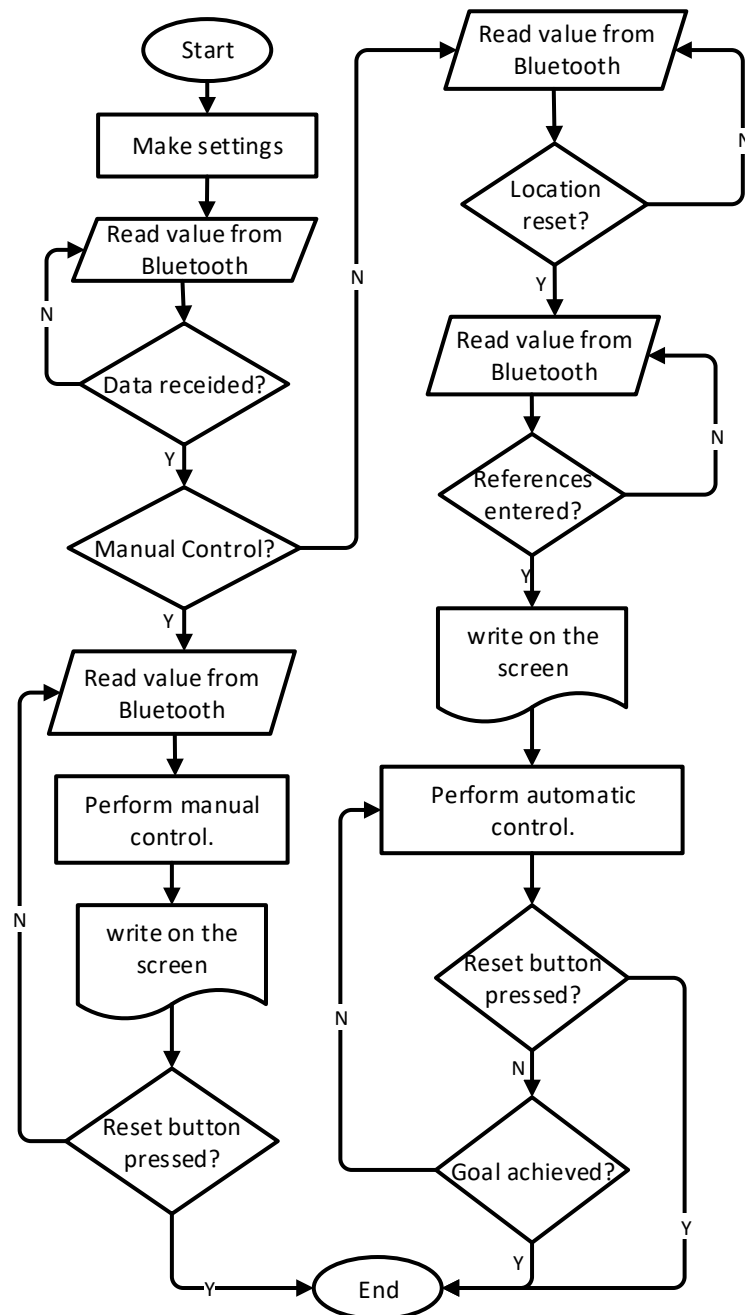 Start
Make settings
Read value from
Bluetooth
N
Data receided?
Y
Manual Control?
N
Y
Read value from
Bluetooth
Perform manual
control.
N
write on the
screen
Reset button
pressed?
Y
Read value from
Bluetooth
N
Location
reset?
Y
Read value from
Bluetooth
N
References
entered?
Y
write on the
screen
Perform automatic
control.
Reset button
pressed?
N
N
Goal achieved?
Y
Y
End